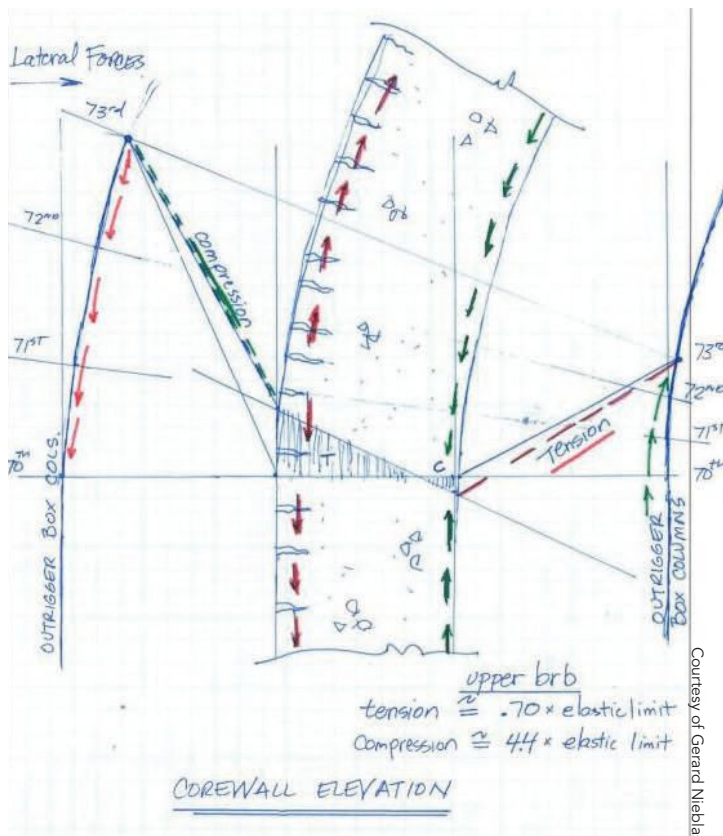 Lateral Forces
73rd
72nd
71st
70th
compression
OUTRIGGER BOX COLS.
T
C
Tension
73rd
72nd
71st
70th
OUTRIGGER
BOX COLUMNS
upper brb
tension ≅ .70 × elastic limit
Compression ≅ 4.4 × elastic limit
COREWALL ELEVATION
Courtesy of Gerard Niebla